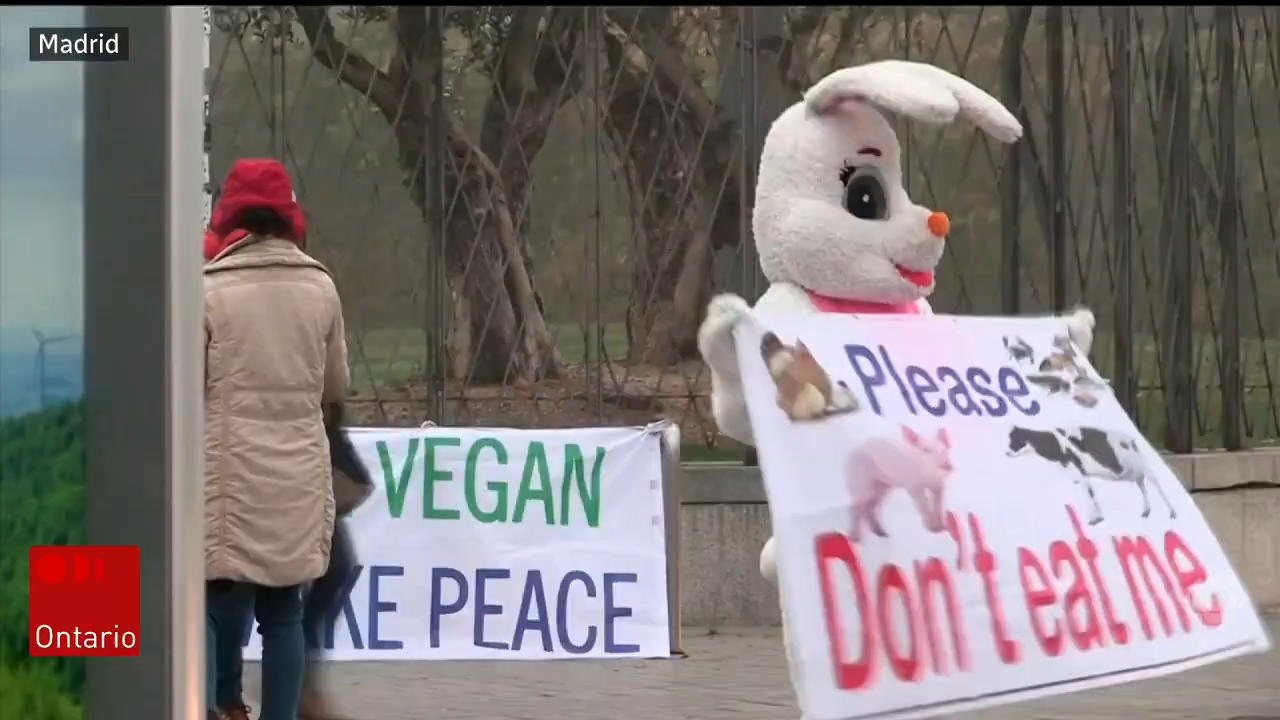 Madrid
VEGAN
KE PEACE
Please
Don't eat me
Ontario